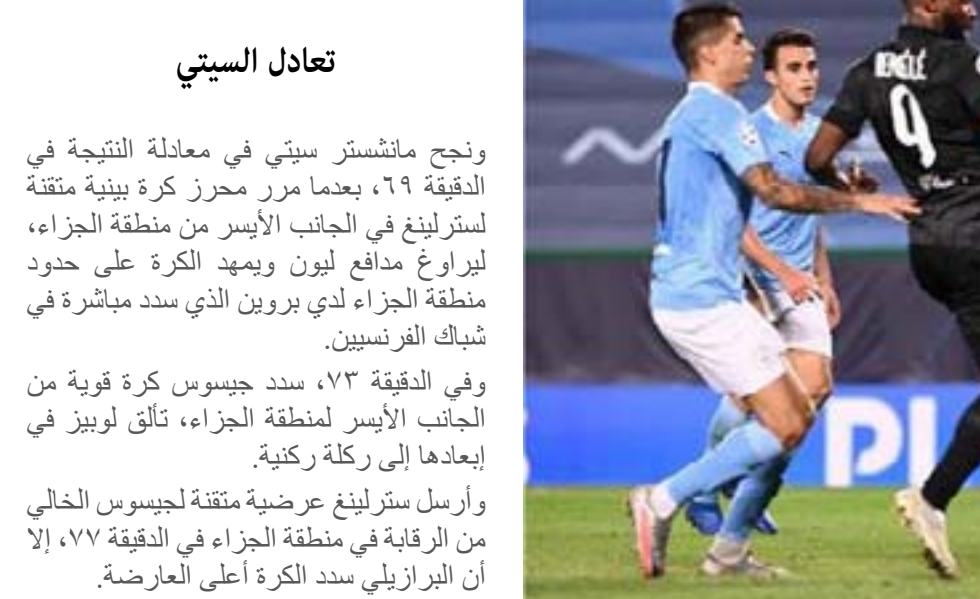 تعادل السيتي
ونجح مانشستر سيتي في معادلة النتيجة في
الدقيقة ٦٩، بعدما مرر محرز كرة بينية متقنة
لسترلينغ في الجانب الأيسر من منطقة الجزاء،
ليراوغ مدافع ليون ويمهد الكرة على حدود
منطقة الجزاء لدي بروين الذي سدد مباشرة في
شباك الفرنسيين.
وفي الدقيقة ٧٣، سدد جيسوس كرة قوية من
الجانب الأيسر لمنطقة الجزاء، تألق لوبيز في
إبعادها إلى ركلة ركنية.
وأرسل سترلينغ عرضية متقنة لجيسوس الخالي
من الرقابة في منطقة الجزاء في الدقيقة ٧٧، إلا
أن البرازيلي سدد الكرة أعلى العارضة.
9